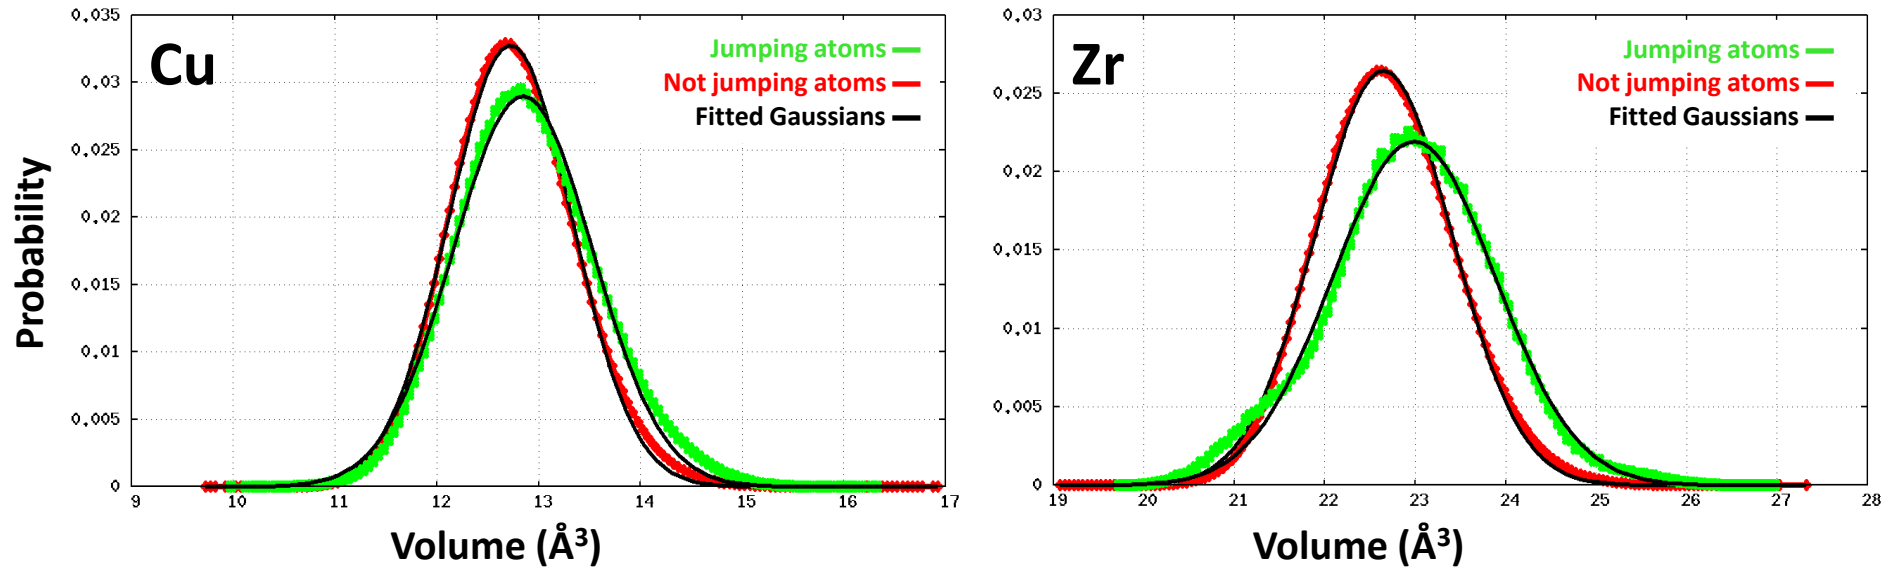 Cu
Jumping atoms
Not jumping atoms
Fitted Gaussians
0.035
0.03
0.025
0.02
0.015
0.01
0.005
0
9 10 11 12 13 14 15 16 17
Probability
Volume (Å³)
Zr
Jumping atoms
Not jumping atoms
Fitted Gaussians
0.03
0.025
0.02
0.015
0.01
0.005
0
19 20 21 22 23 24 25 26 27 28
Volume (Å³)